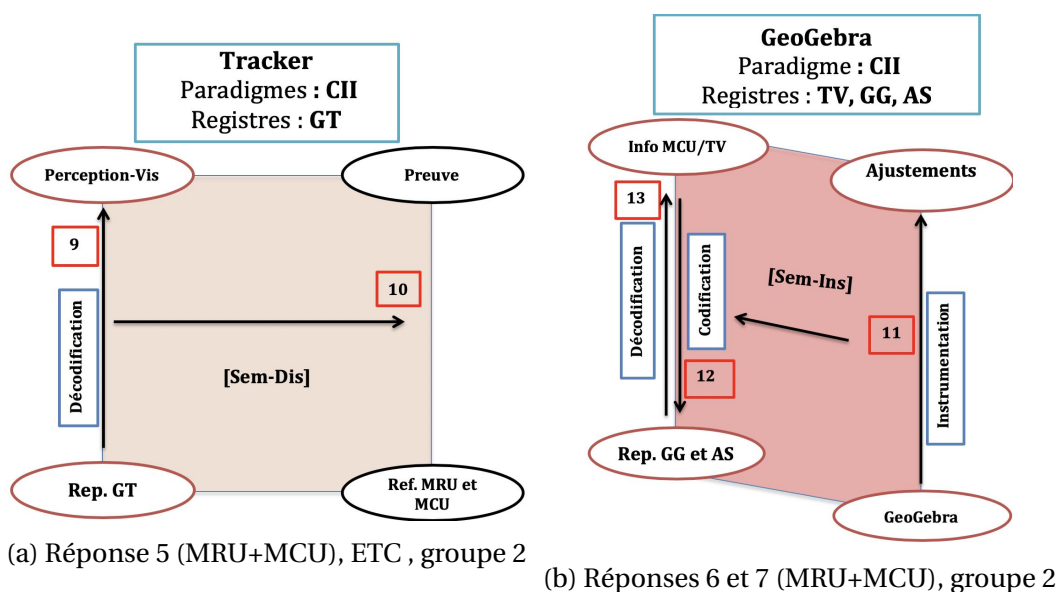 Tracker
Paradigmes : CII
Registres : GT
Perception-Vis
Preuve
9
10
Décodification
[Sem-Dis]
Rep. GT
Ref. MRU et
MCU
(a) Réponse 5 (MRU+MCU), ETC , groupe 2
GeoGebra
Paradigme : CII
Registres : TV, GG, AS
Info MCU/TV
Ajustements
13
Décodification
Codification
[Sem-Ins]
11
12
Instrumentation
Rep. GG et AS
GeoGebra
(b) Réponses 6 et 7 (MRU+MCU), groupe 2